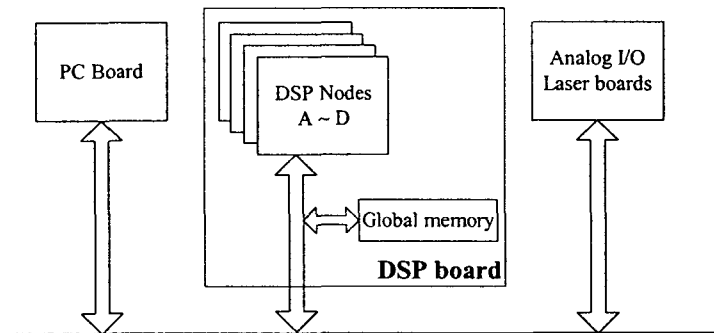 PC Board
DSP Nodes
A ~ D
Analog I/O
Laser boards
Global memory
DSP board